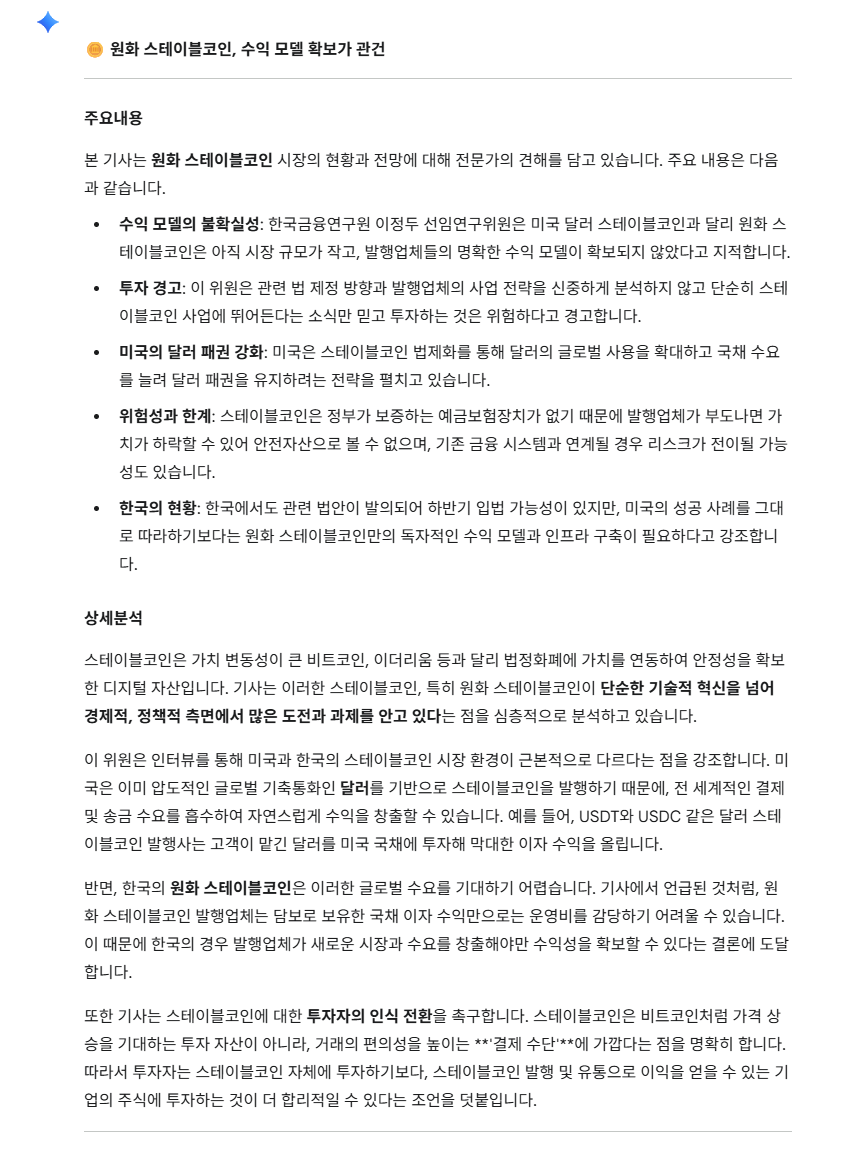 원화 스테이블코인, 수익 모델 확보가 관건
주요내용
본 기사는 원화 스테이블코인 시장의 현황과 전망에 대해 전문가의 견해를 담고 있습니다. 주요 내용은 다음
과 같습니다.
• 수익 모델의 불확실성: 한국금융연구원 이정두 선임연구위원은 미국 달러 스테이블코인과 달리 원화 스
테이블코인은 아직 시장 규모가 작고, 발행업체들의 명확한 수익 모델이 확보되지 않았다고 지적합니다.
• 투자 경고: 이 위원은 관련 법 제정 방향과 발행업체의 사업 전략을 신중하게 분석하지 않고 단순히 스테
이블코인 사업에 뛰어든다는 소식만 믿고 투자하는 것은 위험하다고 경고합니다.
• 미국의 달러 패권 강화: 미국은 스테이블코인 법제화를 통해 달러의 글로벌 사용을 확대하고 국채 수요
를 늘려 달러 패권을 유지하려는 전략을 펼치고 있습니다.
• 위험성과 한계: 스테이블코인은 정부가 보증하는 예금보험장치가 없기 때문에 발행업체가 부도나면 가
치가 하락할 수 있어 안전자산으로 볼 수 없으며, 기존 금융 시스템과 연계될 경우 리스크가 전이될 가능
성도 있습니다.
• 한국의 현황: 한국에서도 관련 법안이 발의되어 하반기 입법 가능성이 있지만, 미국의 성공 사례를 그대
로 따라하기보다는 원화 스테이블코인만의 독자적인 수익 모델과 인프라 구축이 필요하다고 강조합니
다.
상세분석
스테이블코인은 가치 변동성이 큰 비트코인, 이더리움 등과 달리 법정화폐에 가치를 연동하여 안정성을 확보
한 디지털 자산입니다. 기사는 이러한 스테이블코인, 특히 원화 스테이블코인이 단순한 기술적 혁신을 넘어
경제적, 정책적 측면에서 많은 도전과 과제를 안고 있다는 점을 심층적으로 분석하고 있습니다.
이 위원은 인터뷰를 통해 미국과 한국의 스테이블코인 시장 환경이 근본적으로 다르다는 점을 강조합니다. 미
국은 이미 압도적인 글로벌 기축통화인 달러를 기반으로 스테이블코인을 발행하기 때문에, 전 세계적인 결제
및 송금 수요를 흡수하여 자연스럽게 수익을 창출할 수 있습니다. 예를 들어, USDT와 USDC 같은 달러 스테
이블코인 발행사는 고객이 맡긴 달러를 미국 국채에 투자해 막대한 이자 수익을 올립니다.
반면, 한국의 원화 스테이블코인은 이러한 글로벌 수요를 기대하기 어렵습니다. 기사에서 언급된 것처럼, 원
화 스테이블코인 발행업체는 담보로 보유한 국채 이자 수익만으로는 운영비를 감당하기 어려울 수 있습니다.
이 때문에 한국의 경우 발행업체가 새로운 시장과 수요를 창출해야만 수익성을 확보할 수 있다는 결론에 도달
합니다.
또한 기사는 스테이블코인에 대한 투자자의 인식 전환을 촉구합니다. 스테이블코인은 비트코인처럼 가격 상
승을 기대하는 투자 자산이 아니라, 거래의 편의성을 높이는 **'결제 수단'**에 가깝다는 점을 명확히 합니다.
따라서 투자자는 스테이블코인 자체에 투자하기보다, 스테이블코인 발행 및 유통으로 이익을 얻을 수 있는 기
업의 주식에 투자하는 것이 더 합리적일 수 있다는 조언을 덧붙입니다.